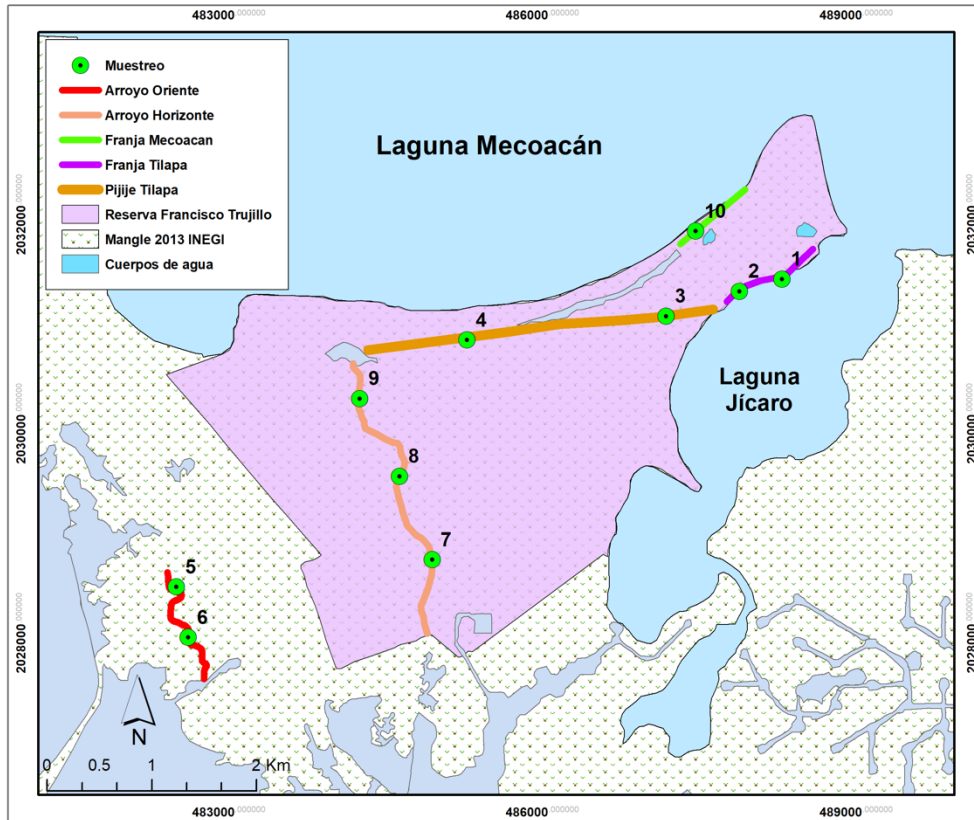 483000.000000
486000.000000
489000.000000
Muestreo
Arroyo Oriente
Arroyo Horizonte
Franja Mecoacan
Franja Tilapa
Pijije Tilapa
Reserva Francisco Trujillo
Mangle 2013 INEGI
Cuerpos de agua
Laguna Mecoacán
2032000.000000
2032000.000000
10
1
2
3
4
Laguna
Jícaro
9
2030000.000000
2030000.000000
8
7
5
6
2028000.000000
2028000.000000
N
0 0.5 1 2 Km
483000.000000
486000.000000
489000.000000